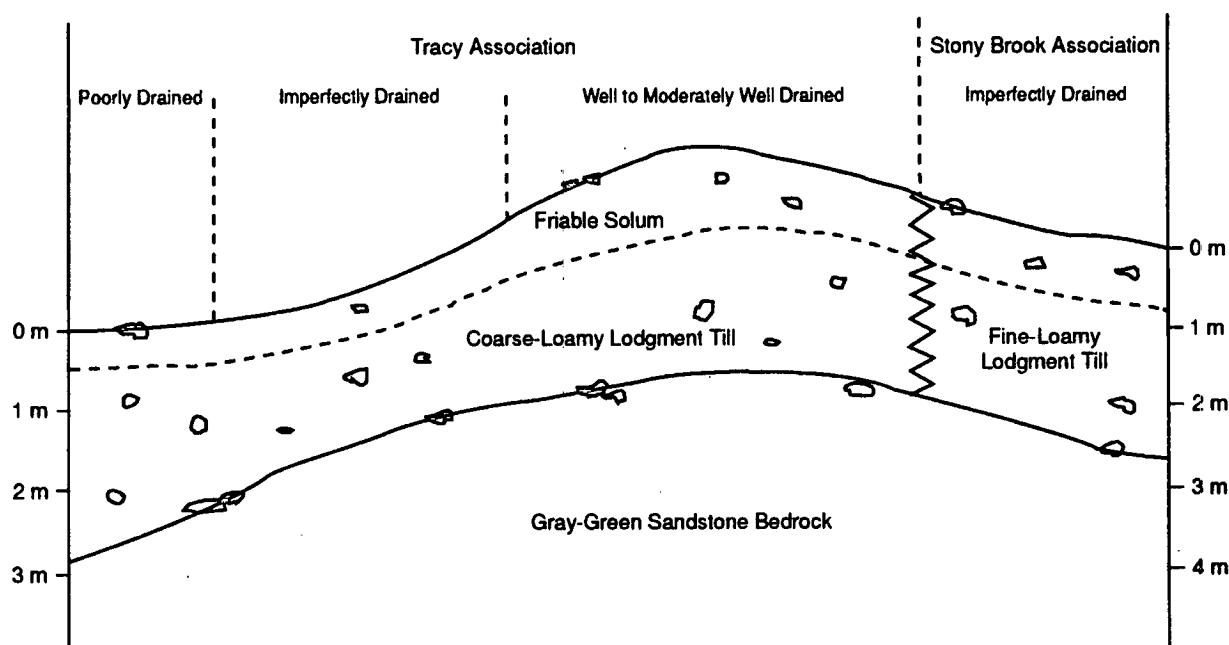 Tracy Association
Stony Brook Association
Poorly Drained
Imperfectly Drained
Well to Moderately Well Drained
Imperfectly Drained
Friable Solum
Coarse-Loamy Lodgment Till
Fine-Loamy
Lodgment Till
Gray-Green Sandstone Bedrock
0 m
1 m
2 m
3 m
0 m
1 m
2 m
3 m
4 m